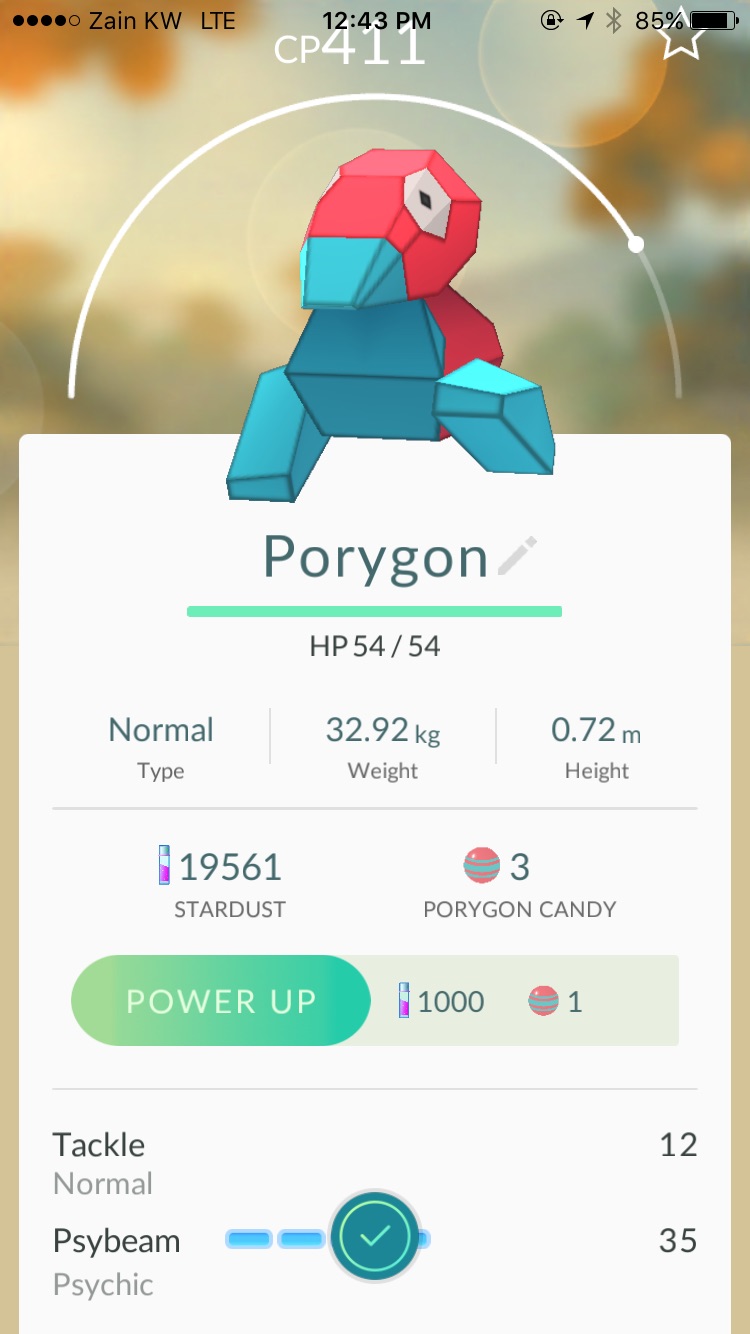 Zain KW LTE 12:43 PM 85%
CP411
Porygon
HP 54 / 54
Normal 32.92 kg 0.72 m
Type Weight Height
19561 3
STARDUST PORYGON CANDY
POWER UP 1000 1
Tackle 12
Normal
Psybeam 35
Psychic